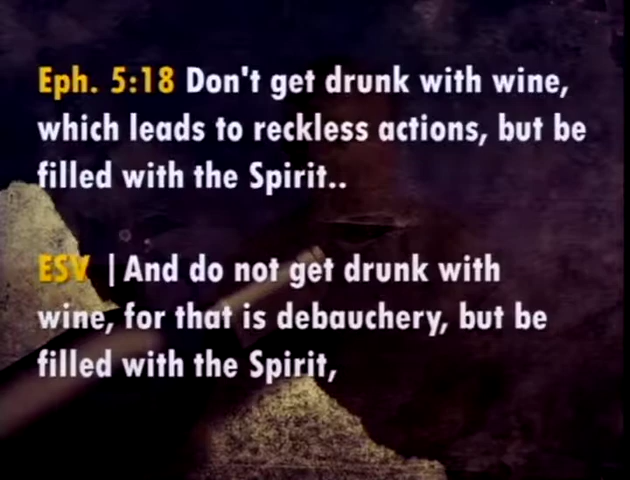 Eph. 5:18 Don't get drunk with wine,
which leads to reckless actions, but be
filled with the Spirit..
ESV | And do not get drunk with
wine, for that is debauchery, but be
filled with the Spirit,